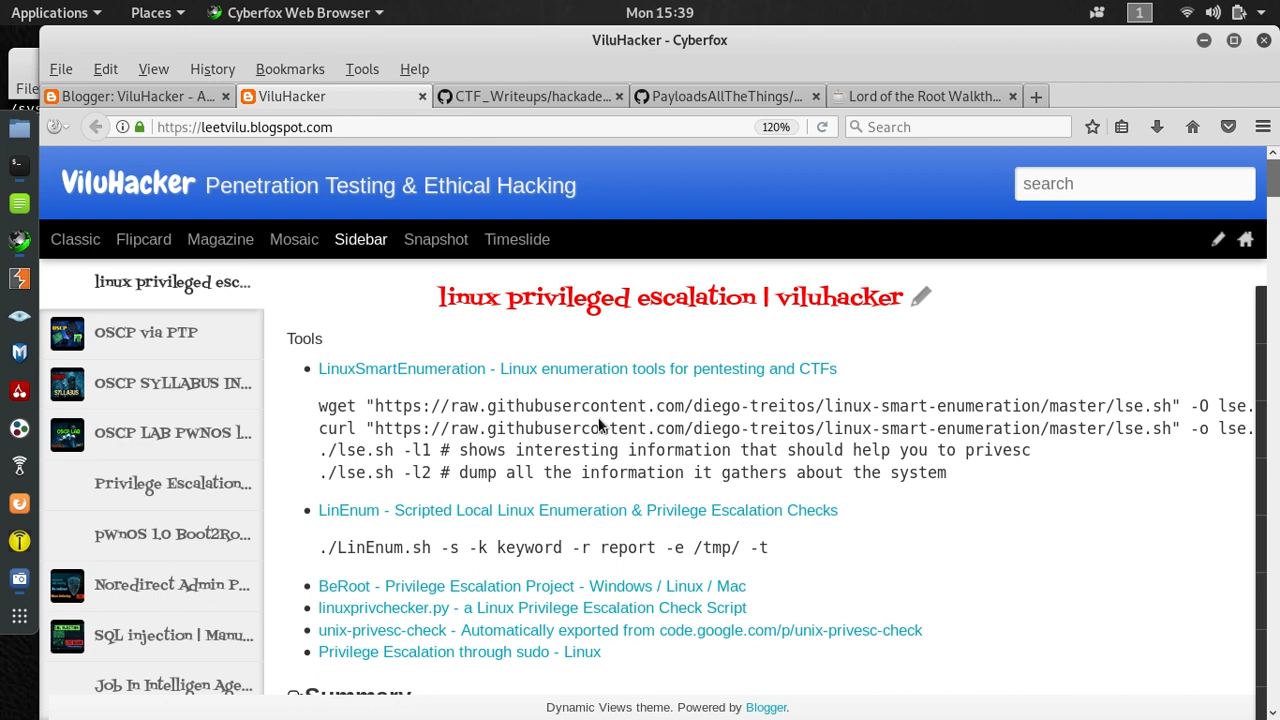 Applications
Places
Cyberfox Web Browser
Mon 15:39
1
ViluHacker - Cyberfox
File
File Edit View History Bookmarks Tools Help
Blogger: ViluHacker - A...
ViluHacker
CTF_Writeups/hackade...
PayloadsAllTheThings/...
Lord of the Root Walkth...
https://leetvilu.blogspot.com
120%
Search
ViluHacker Penetration Testing & Ethical Hacking
search
Classic Flipcard Magazine Mosaic Sidebar Snapshot Timeslide
linux privileged esc...
OSCP via PTP
OSCP SYLLABUS IN...
OSCP LAB PWNOS 1...
Privilege Escalation...
pWnOS 1.0 Boot2Ro...
Noredirect Admin P...
SQL injection | Manu...
Job In Intelligen Age...
linux privileged escalation | viluhacker
Tools
LinuxSmartEnumeration - Linux enumeration tools for pentesting and CTFs
wget "https://raw.githubusercontent.com/diego-treitos/linux-smart-enumeration/master/lse.sh" -O lse.
curl "https://raw.githubusercontent.com/diego-treitos/linux-smart-enumeration/master/lse.sh" -o lse.
./lse.sh -l1 # shows interesting information that should help you to privesc
./lse.sh -l2 # dump all the information it gathers about the system
LinEnum - Scripted Local Linux Enumeration & Privilege Escalation Checks
./LinEnum.sh -s -k keyword -r report -e /tmp/ -t
BeRoot - Privilege Escalation Project - Windows / Linux / Mac
linuxprivchecker.py - a Linux Privilege Escalation Check Script
unix-privesc-check - Automatically exported from code.google.com/p/unix-privesc-check
Privilege Escalation through sudo - Linux
Summary
Dynamic Views theme. Powered by Blogger.